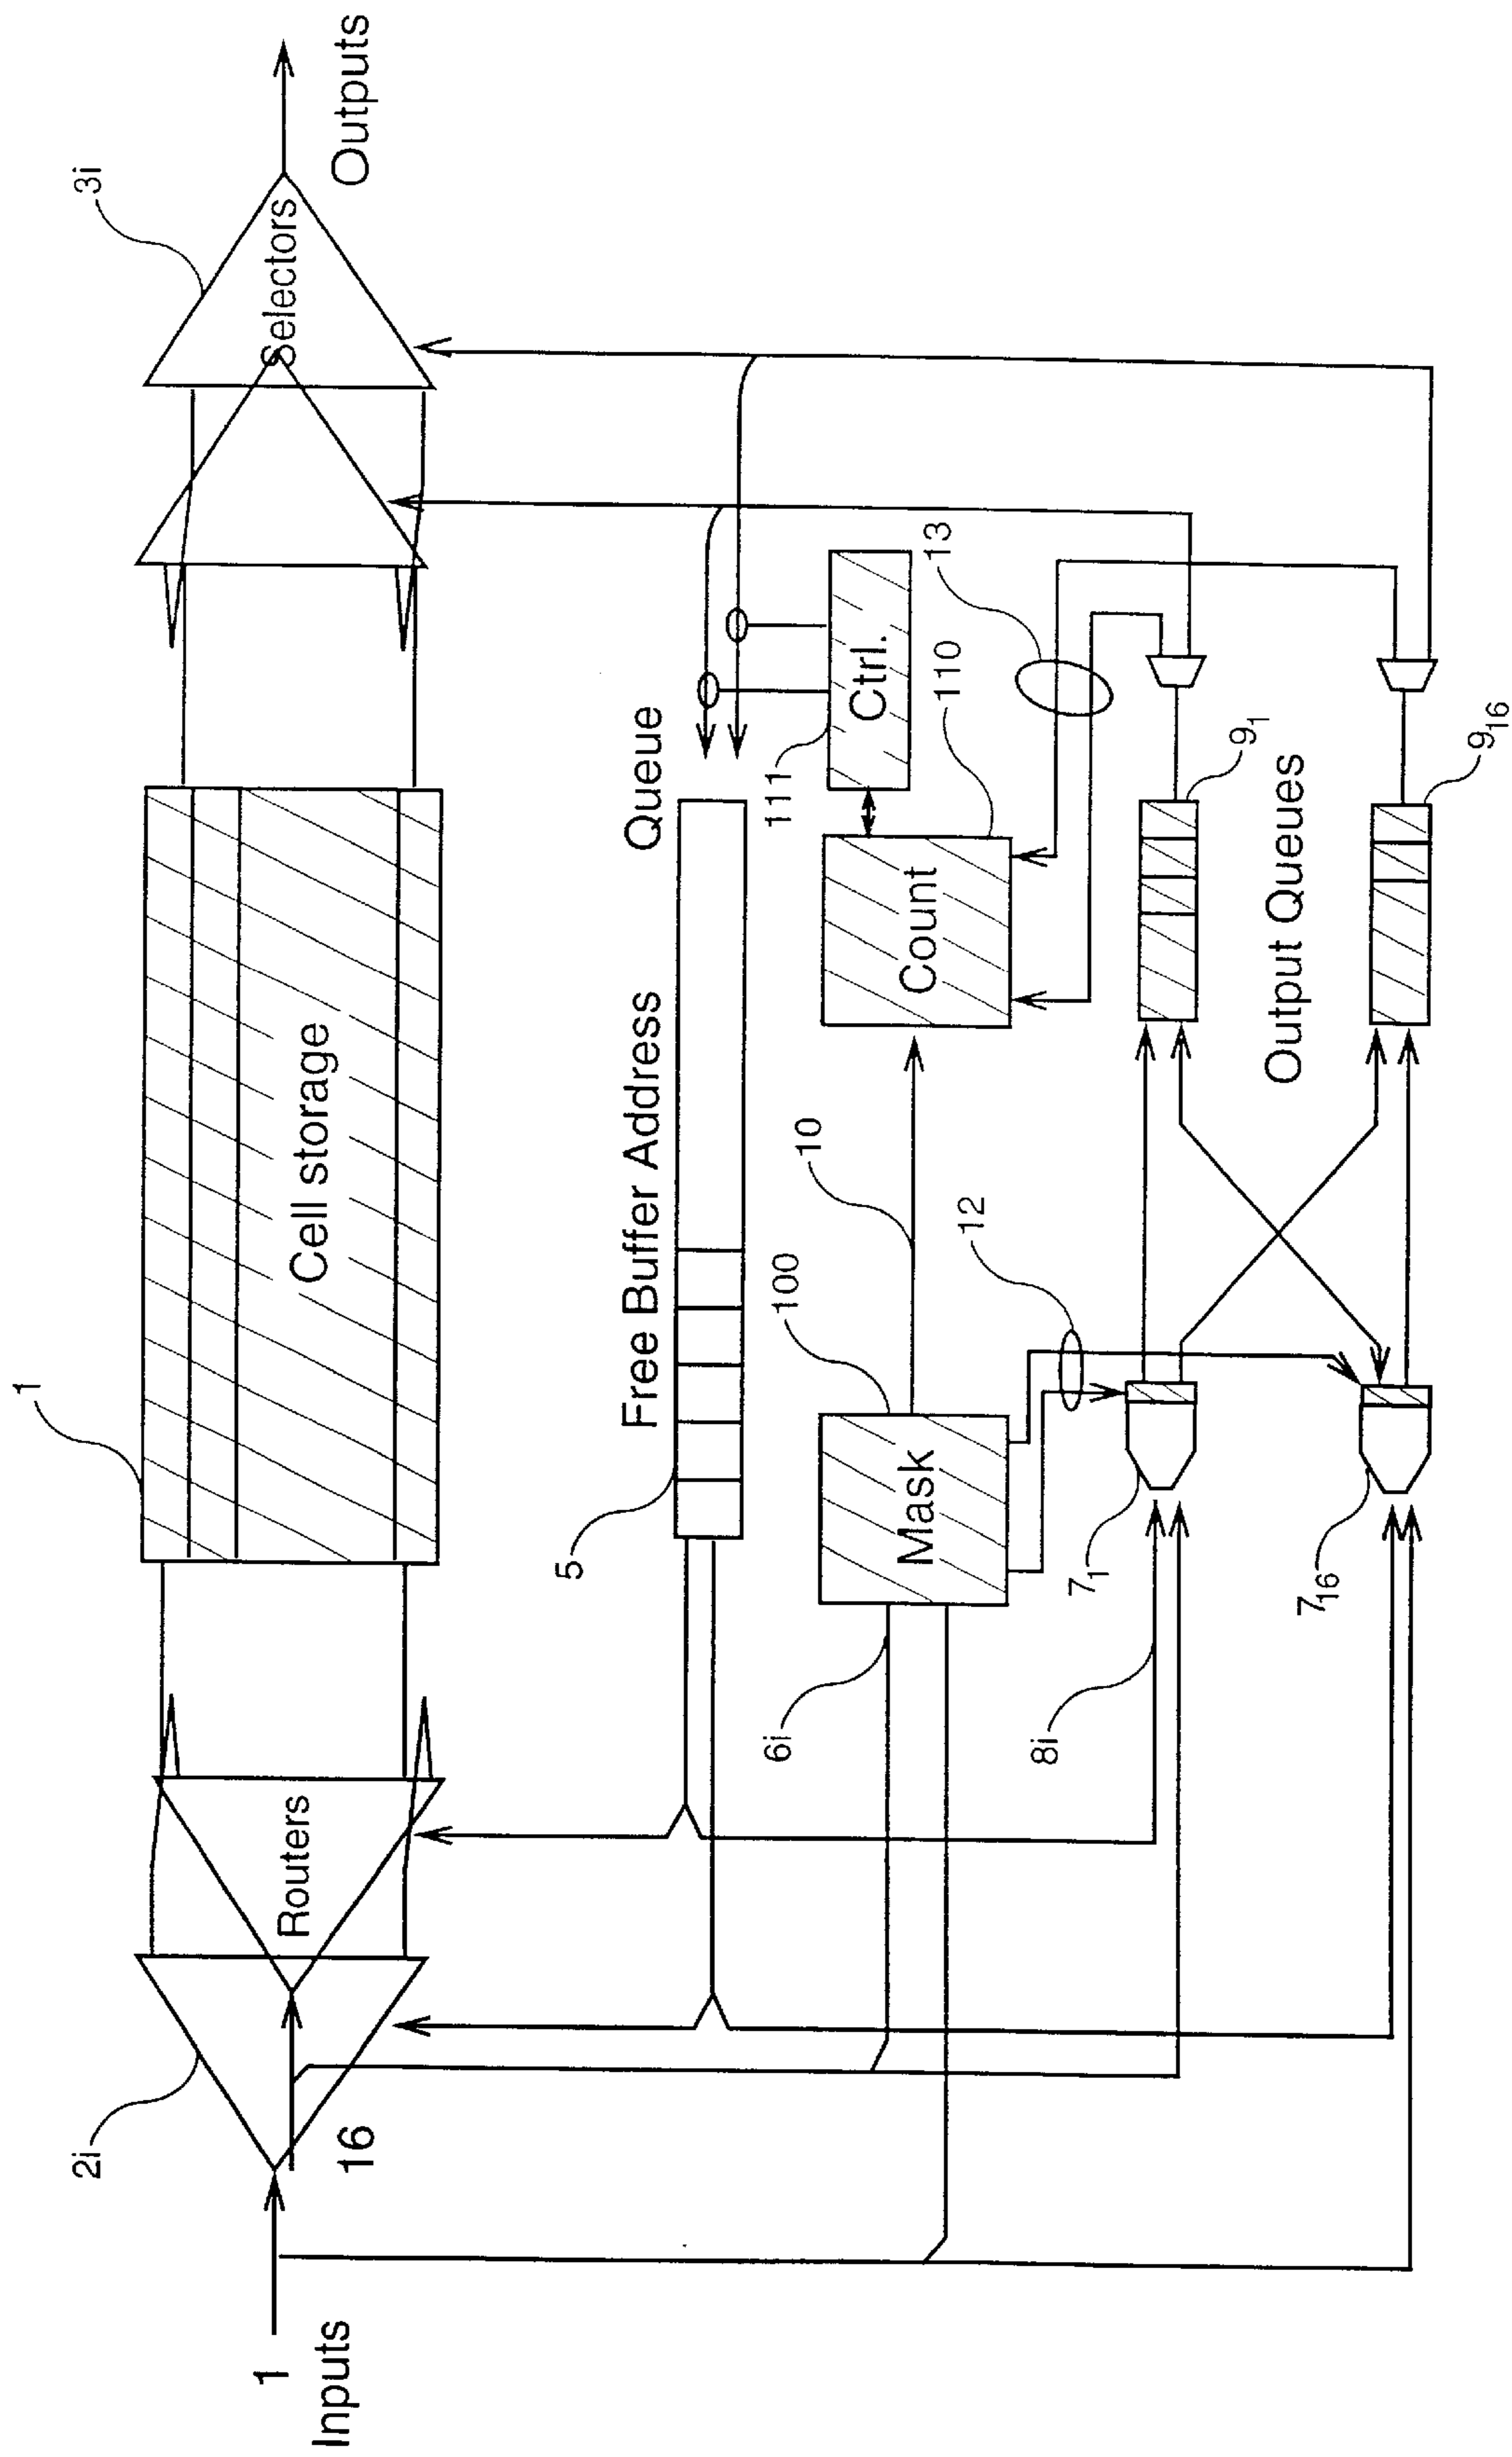 1
Inputs
16
2i
Routers
1
Cell storage
Selectors
3i
Outputs
5
Free Buffer Address Queue
6i
Mask
100
10
Count
110
111
Ctrl.
13
12
8i
7₁
7₁₆
Output Queues
9₁
9₁₆